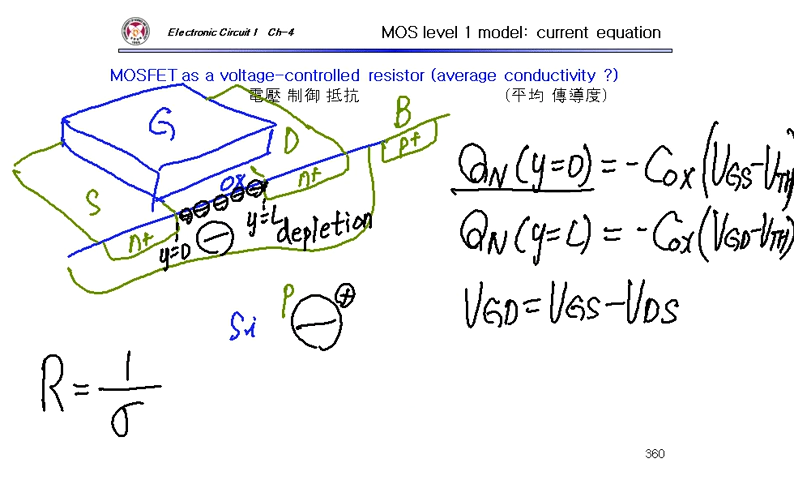 Electronic Circuit 1 Ch-4
MOS level 1 model: current equation
MOSFET as a voltage-controlled resistor (average conductivity ?)
電壓 制御 抵抗
(平均 傳導度)
G
D
B
S
OX
n+
n+
p+
y=0
y=L
depletion
−
Si
P
−
+
Q_N(y=0) = -C_OX(V_GS-V_TH)
Q_N(y=L) = -C_OX(V_GD-V_TH)
V_GD = V_GS - V_DS
R = 1/σ
360